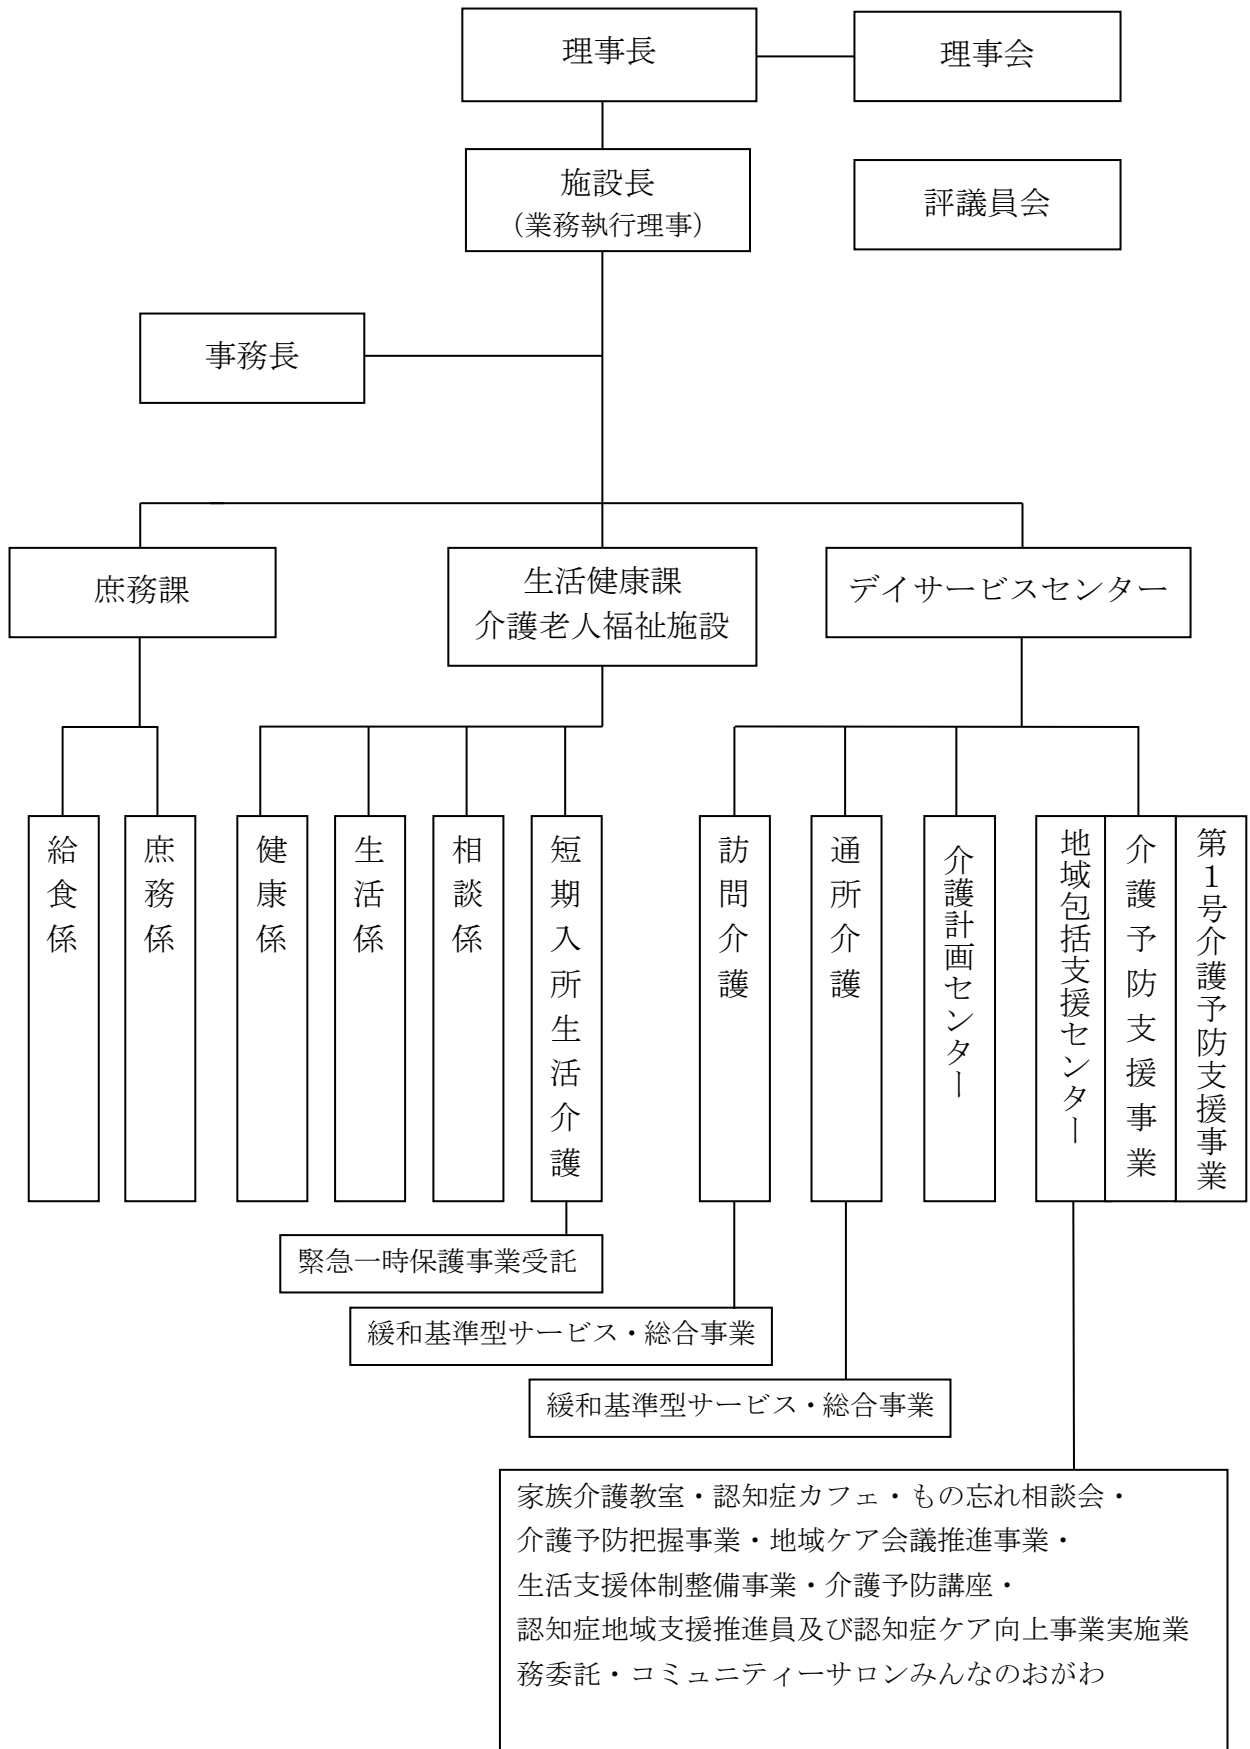 理事長
理事会
施設長
（業務執行理事）
評議員会
事務長
庶務課
生活健康課
介護老人福祉施設
デイサービスセンター
給食係
庶務係
健康係
生活係
相談係
短期入所生活介護
訪問介護
通所介護
介護計画センター
地域包括支援センター
介護予防支援事業
第１号介護予防支援事業
緊急一時保護事業受託
緩和基準型サービス・総合事業
緩和基準型サービス・総合事業
家族介護教室・認知症カフェ・もの忘れ相談会・
介護予防把握事業・地域ケア会議推進事業・
生活支援体制整備事業・介護予防講座・
認知症地域支援推進員及び認知症ケア向上事業実施業
務委託・コミュニティーサロンみんなのおがわ